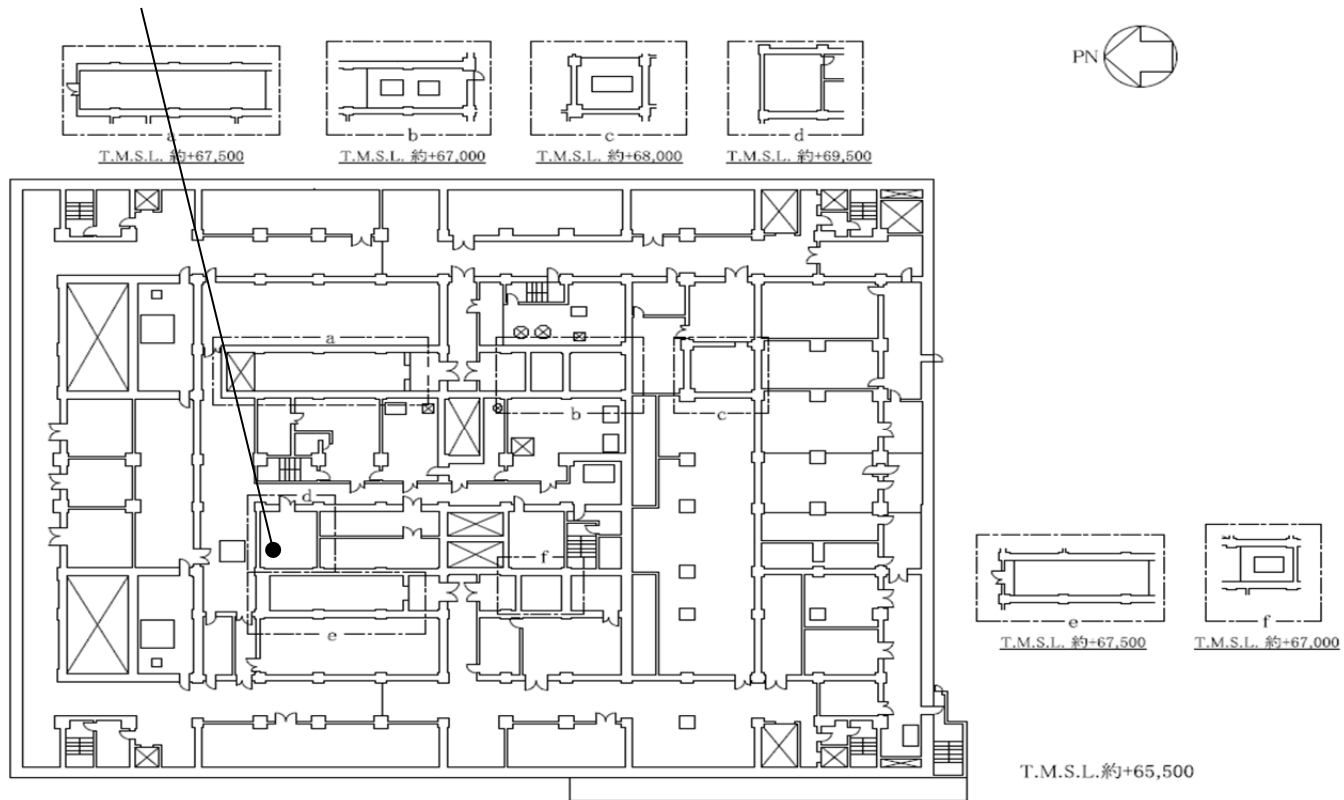 PN
a
T.M.S.L. 約+67,500
b
T.M.S.L. 約+67,000
c
T.M.S.L. 約+68,000
d
T.M.S.L. 約+69,500
a
b
c
d
f
e
e
T.M.S.L. 約+67,500
f
T.M.S.L. 約+67,000
T.M.S.L.約+65,500